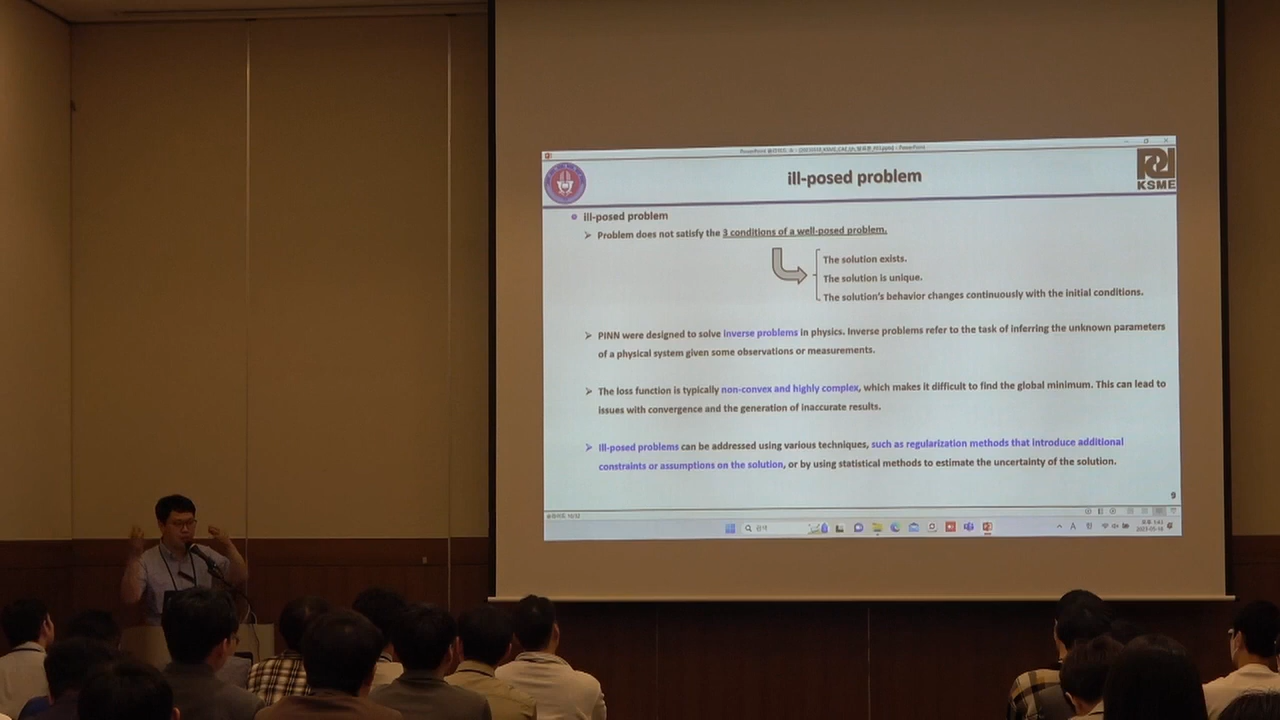 ill-posed problem
KSME
ill-posed problem
Problem does not satisfy the 3 conditions of a well-posed problem.
The solution exists.
The solution is unique.
The solution's behavior changes continuously with the initial conditions.
PINN were designed to solve inverse problems in physics. Inverse problems refer to the task of inferring the unknown parameters
of a physical system given some observations or measurements.
The loss function is typically non-convex and highly complex, which makes it difficult to find the global minimum. This can lead to
issues with convergence and the generation of inaccurate results.
Ill-posed problems can be addressed using various techniques, such as regularization methods that introduce additional
constraints or assumptions on the solution, or by using statistical methods to estimate the uncertainty of the solution.
9
검색
A